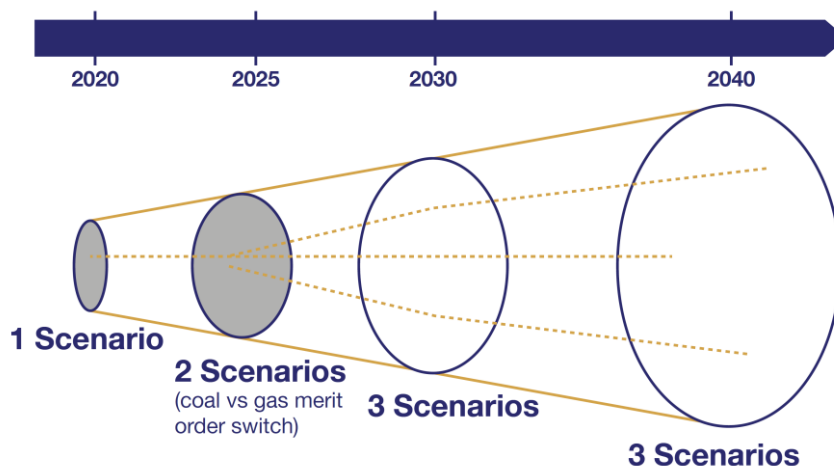 2020
2025
2030
2040
1 Scenario
2 Scenarios
(coal vs gas merit
order switch)
3 Scenarios
3 Scenarios